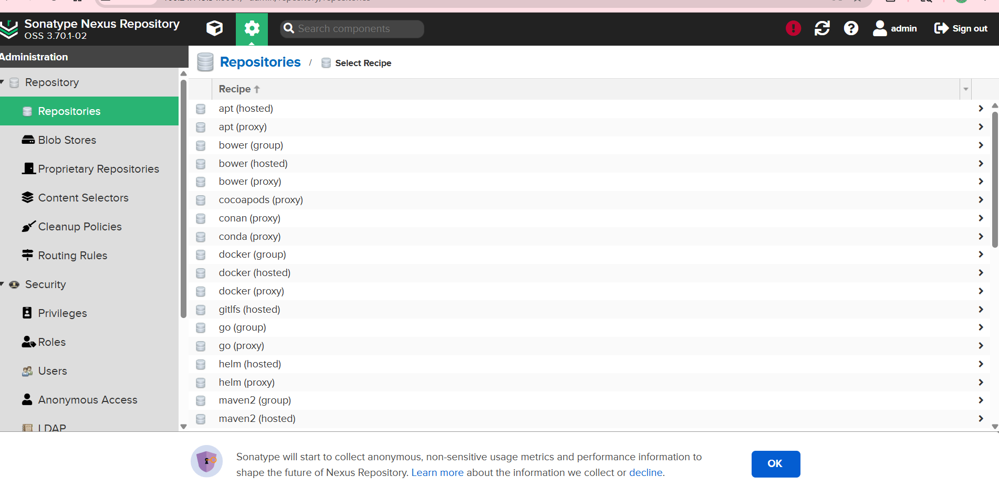 Sonatype Nexus Repository
OSS 3.70.1-02
Search components
admin
Sign out
Administration
Repository
Repositories
Blob Stores
Proprietary Repositories
Content Selectors
Cleanup Policies
Routing Rules
Security
Privileges
Roles
Users
Anonymous Access
LDAP
Repositories / Select Recipe
Recipe
apt (hosted)
apt (proxy)
bower (group)
bower (hosted)
bower (proxy)
cocoapods (proxy)
conan (proxy)
conda (proxy)
docker (group)
docker (hosted)
docker (proxy)
gitlfs (hosted)
go (group)
go (proxy)
helm (hosted)
helm (proxy)
maven2 (group)
maven2 (hosted)
Sonatype will start to collect anonymous, non-sensitive usage metrics and performance information to
shape the future of Nexus Repository. Learn more about the information we collect or decline.
OK